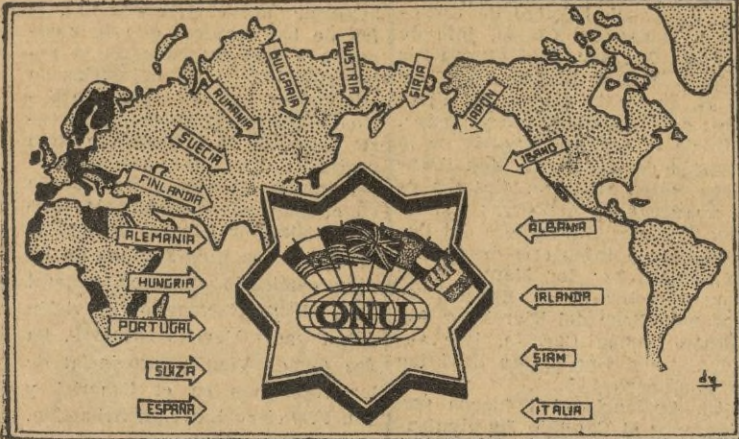 BULGARIA
AUSTRIA
SIRIA
RUMANIA
JAPON
SUECIA
LIBANO
FINLANDIA
ALEMANIA
ALBANIA
HUNGRIA
IRLANDA
ONU
PORTUGAL
SUIZA
SIAM
ESPAÑA
ITALIA